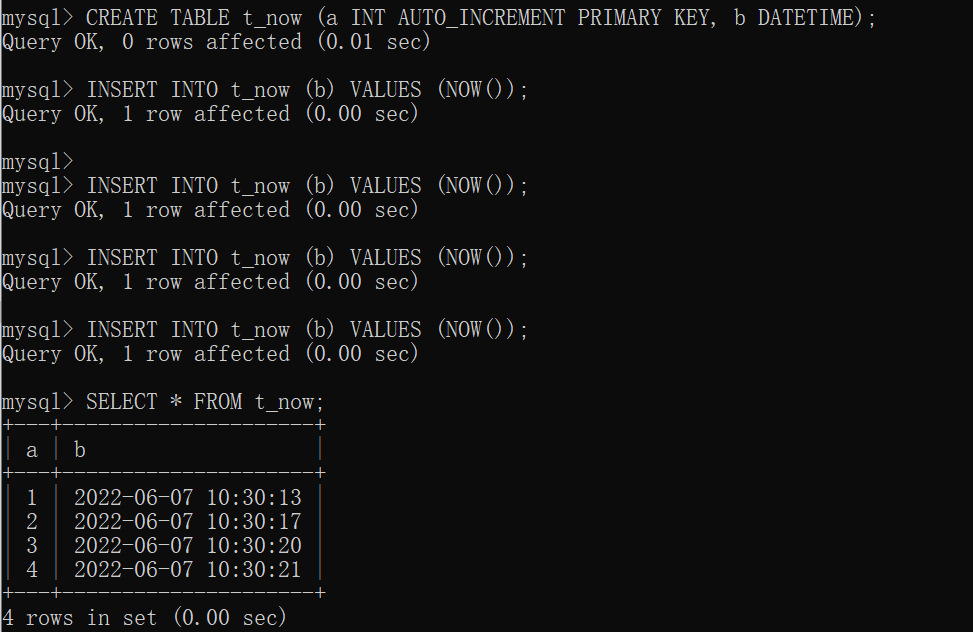 mysql> CREATE TABLE t_now (a INT AUTO_INCREMENT PRIMARY KEY, b DATETIME);
Query OK, 0 rows affected (0.01 sec)
mysql> INSERT INTO t_now (b) VALUES (NOW());
Query OK, 1 row affected (0.00 sec)
mysql>
mysql> INSERT INTO t_now (b) VALUES (NOW());
Query OK, 1 row affected (0.00 sec)
mysql> INSERT INTO t_now (b) VALUES (NOW());
Query OK, 1 row affected (0.00 sec)
mysql> INSERT INTO t_now (b) VALUES (NOW());
Query OK, 1 row affected (0.00 sec)
mysql> SELECT * FROM t_now;
+---+---------------------+
| a | b                   |
+---+---------------------+
| 1 | 2022-06-07 10:30:13 |
| 2 | 2022-06-07 10:30:17 |
| 3 | 2022-06-07 10:30:20 |
| 4 | 2022-06-07 10:30:21 |
+---+---------------------+
4 rows in set (0.00 sec)